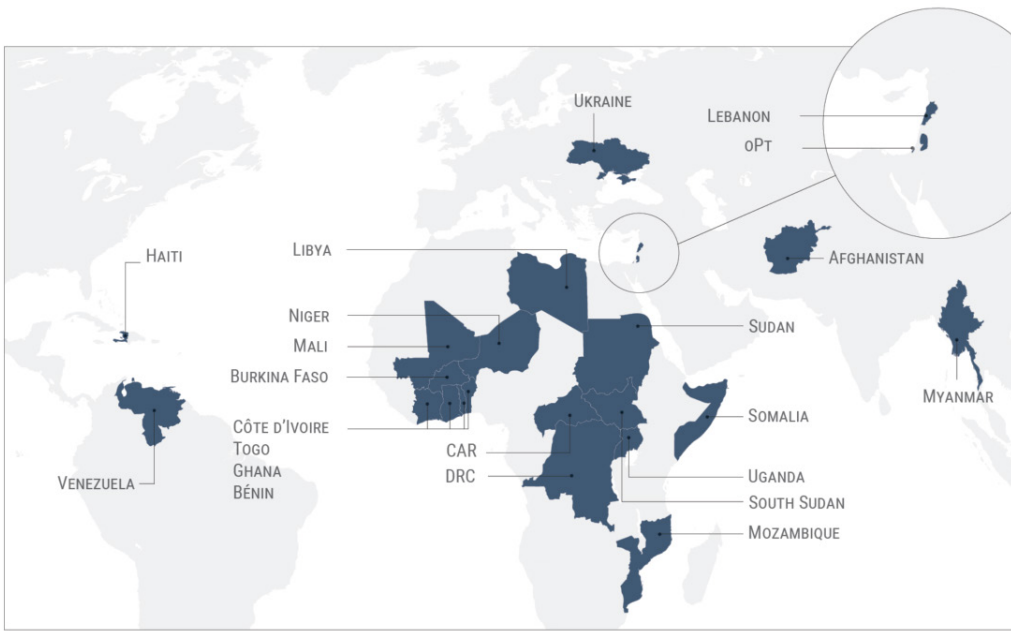 Ukraine
Lebanon
oPt
Haiti
Libya
Afghanistan
Niger
Sudan
Mali
Burkina Faso
Myanmar
Somalia
Côte d'Ivoire
Togo
Ghana
Bénin
CAR
DRC
Venezuela
Uganda
South Sudan
Mozambique